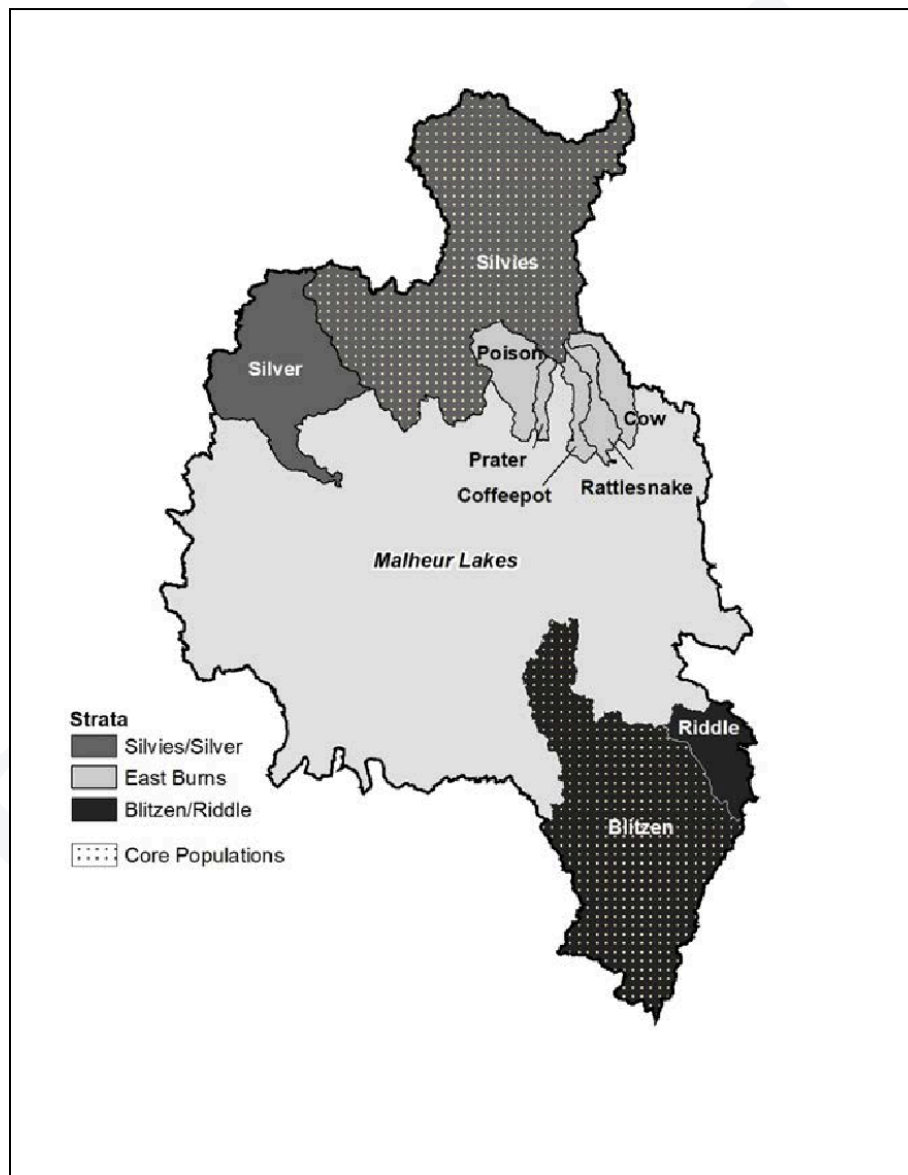 Silvies
Poison
Silver
Cow
Prater
Coffeepot
Rattlesnake
Malheur Lakes
Strata
Silvies/Silver
East Burns
Blitzen/Riddle
Core Populations
Riddle
Blitzen